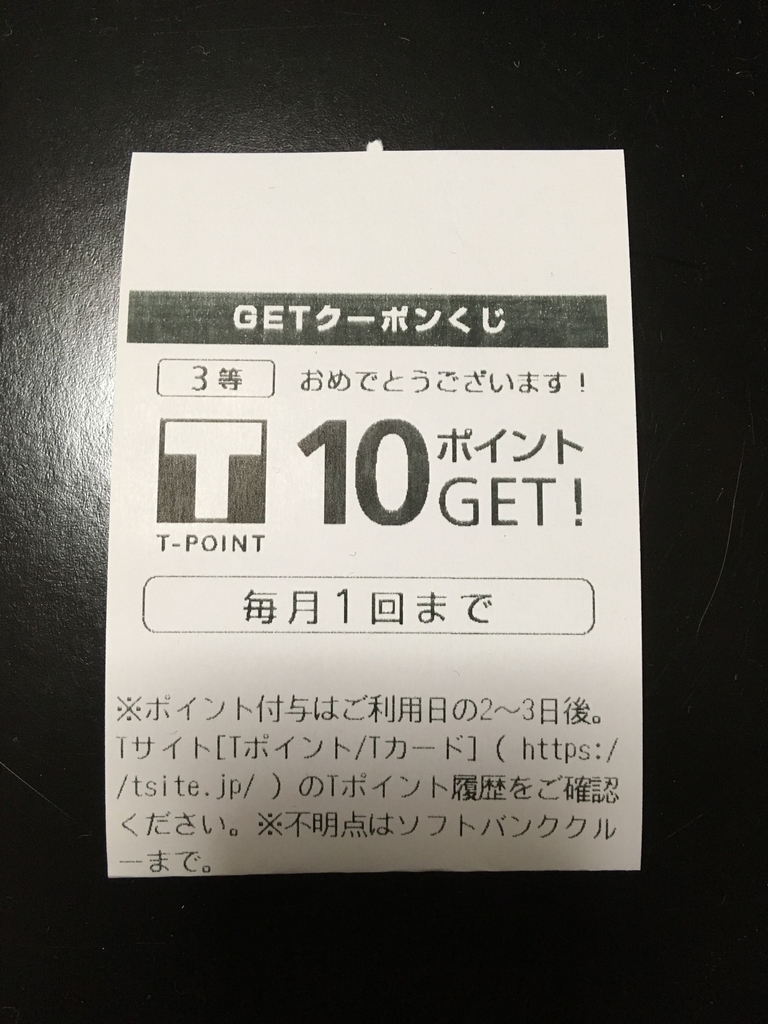 GETクーポンくじ
3等 おめでとうございます！
T 10 ポイント
GET！
T-POINT
毎月1回まで
※ポイント付与はご利用日の2～3日後。
Tサイト[Tポイント/Tカード] ( https:/
/tsite.jp/ ) のTポイント履歴をご確認
ください。※不明点はソフトバンククル
ーまで。